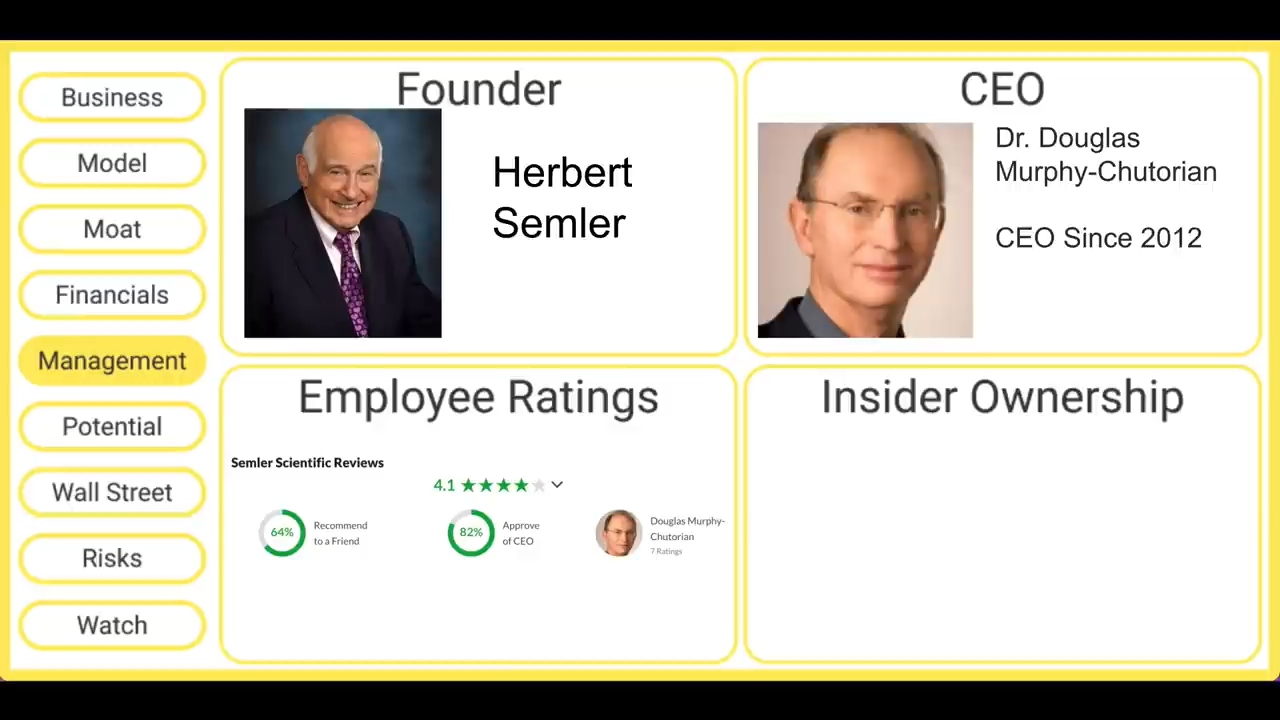 Business
Model
Moat
Financials
Management
Potential
Wall Street
Risks
Watch
Founder
Herbert
Semler
CEO
Dr. Douglas
Murphy-Chutorian
CEO Since 2012
Employee Ratings
Semler Scientific Reviews
4.1
64%
Recommend
to a Friend
82%
Approve
of CEO
Douglas Murphy-
Chutorian
7 Ratings
Insider Ownership